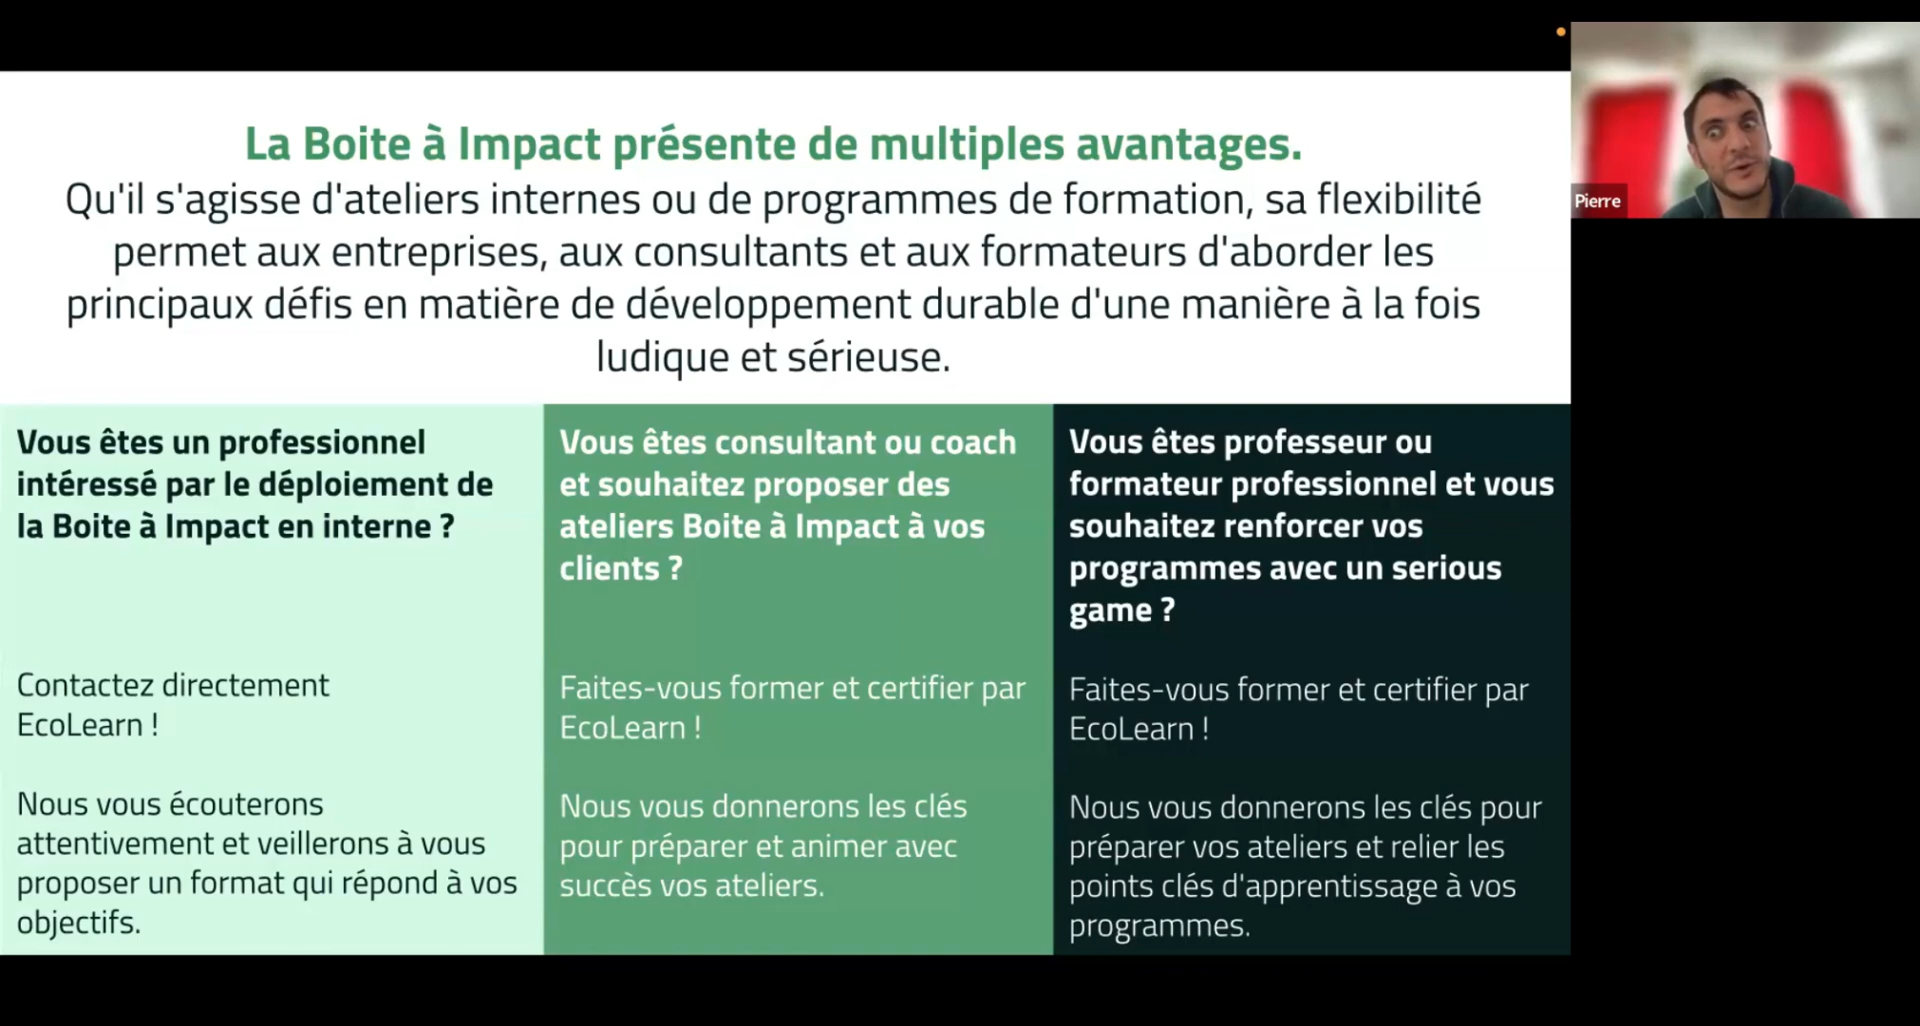 La Boite à Impact présente de multiples avantages.
Qu'il s'agisse d'ateliers internes ou de programmes de formation, sa flexibilité
permet aux entreprises, aux consultants et aux formateurs d'aborder les
principaux défis en matière de développement durable d'une manière à la fois
ludique et sérieuse.
Pierre
Vous êtes un professionnel
intéressé par le déploiement de
la Boite à Impact en interne ?
Contactez directement
EcoLearn !
Nous vous écouterons
attentivement et veillerons à vous
proposer un format qui répond à vos
objectifs.
Vous êtes consultant ou coach
et souhaitez proposer des
ateliers Boite à Impact à vos
clients ?
Faites-vous former et certifier par
EcoLearn !
Nous vous donnerons les clés
pour préparer et animer avec
succès vos ateliers.
Vous êtes professeur ou
formateur professionnel et vous
souhaitez renforcer vos
programmes avec un serious
game ?
Faites-vous former et certifier par
EcoLearn !
Nous vous donnerons les clés pour
préparer vos ateliers et relier les
points clés d'apprentissage à vos
programmes.